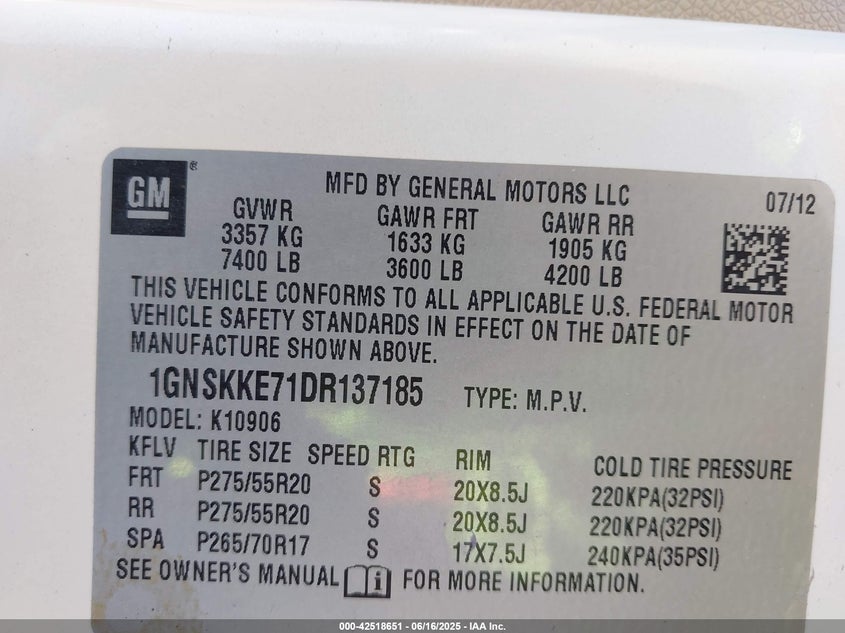 GM ®
MFD BY GENERAL MOTORS LLC 07/12
GVWR GAWR FRT GAWR RR
3357 KG 1633 KG 1905 KG
7400 LB 3600 LB 4200 LB
THIS VEHICLE CONFORMS TO ALL APPLICABLE U.S. FEDERAL MOTOR
VEHICLE SAFETY STANDARDS IN EFFECT ON THE DATE OF
MANUFACTURE SHOWN ABOVE.
1GNSKKE71DR137185 TYPE: M.P.V.
MODEL: K10906
KFLV TIRE SIZE SPEED RTG RIM COLD TIRE PRESSURE
FRT P275/55R20 S 20X8.5J 220KPA(32PSI)
RR P275/55R20 S 20X8.5J 220KPA(32PSI)
SPA P265/70R17 S 17X7.5J 240KPA(35PSI)
SEE OWNER'S MANUAL i FOR MORE INFORMATION.
000-42518651 - 06/16/2025 - IAA Inc.